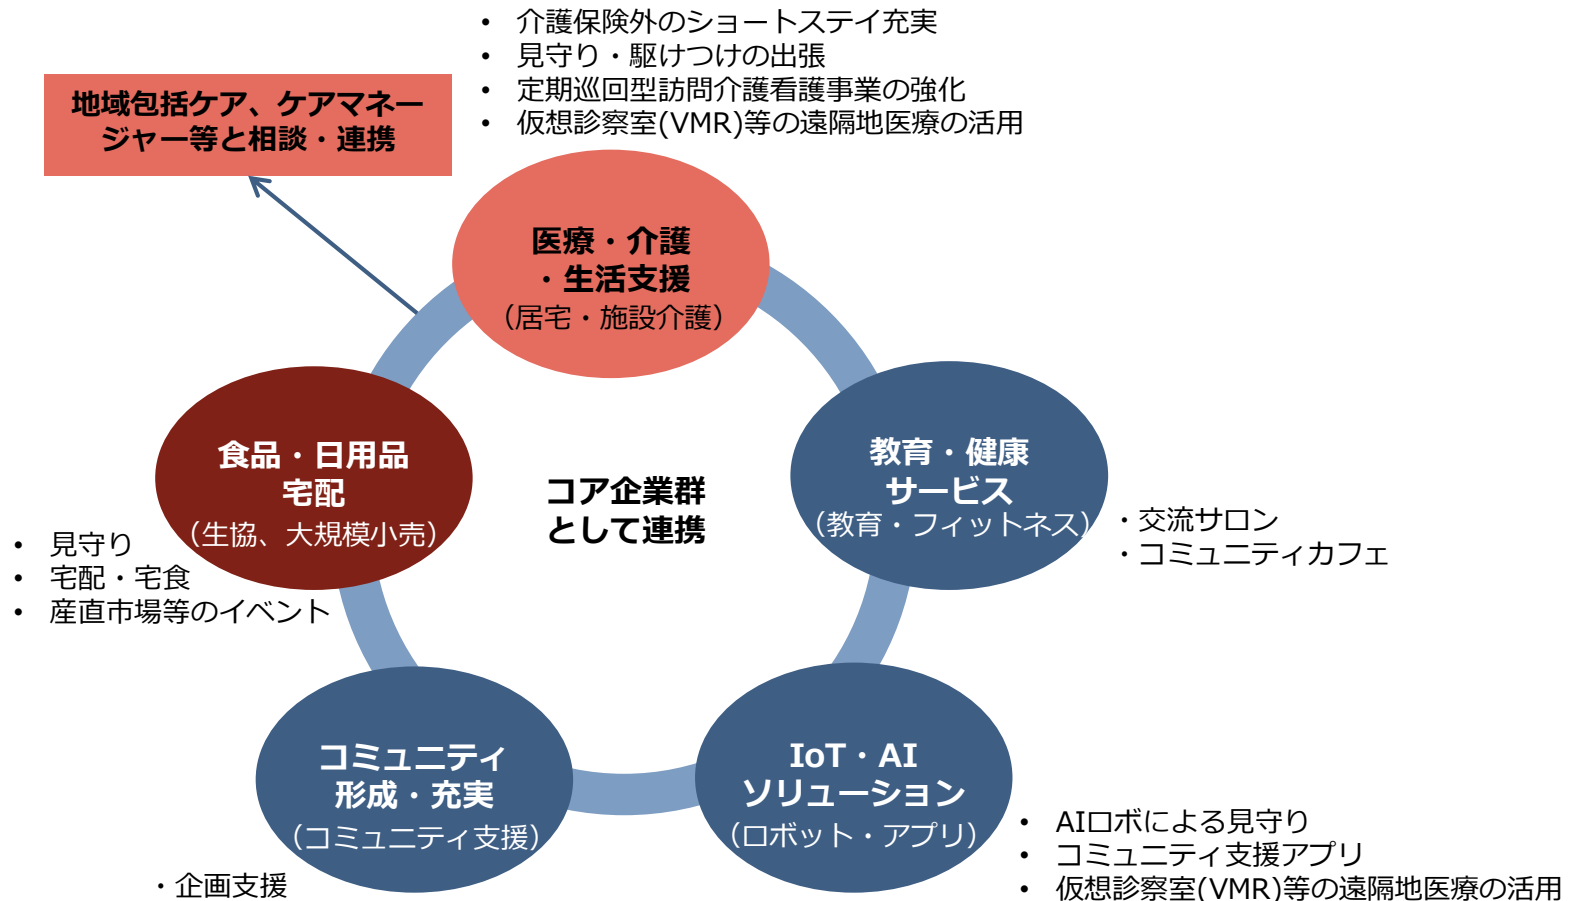 • 介護保険外のショートステイ充実
• 見守り・駆けつけの出張
• 定期巡回型訪問介護看護事業の強化
• 仮想診察室(VMR)等の遠隔地医療の活用
地域包括ケア、ケアマネー
ジャー等と相談・連携
医療・介護
・生活支援
（居宅・施設介護）
食品・日用品
宅配
（生協、大規模小売）
• 見守り
• 宅配・宅食
• 産直市場等のイベント
コア企業群
として連携
教育・健康
サービス
（教育・フィットネス）
・交流サロン
・コミュニティカフェ
コミュニティ
形成・充実
（コミュニティ支援）
・企画支援
IoT・AI
ソリューション
（ロボット・アプリ）
• AIロボによる見守り
• コミュニティ支援アプリ
• 仮想診察室(VMR)等の遠隔地医療の活用